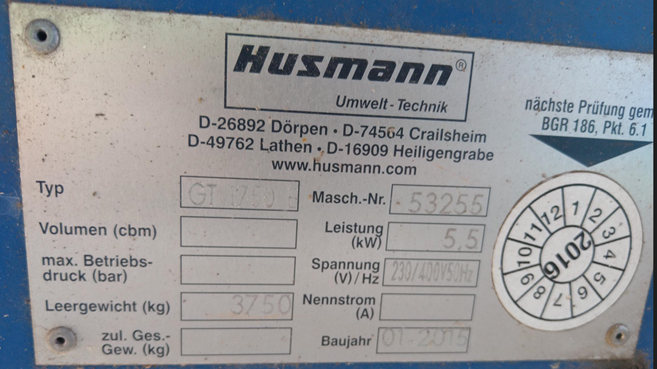 Husmann®
Umwelt-Technik
D-26892 Dörpen • D-74564 Crailsheim
D-49762 Lathen • D-16909 Heiligengrabe
www.husmann.com
nächste Prüfung gem
BGR 186, Pkt. 6.1
Typ GT 1750 Masch.-Nr. 53255
Volumen (cbm) Leistung (kW) 5,5
max. Betriebs-
druck (bar) Spannung (V) / Hz 230/400V50Hz
Leergewicht (kg) 3750 Nennstrom (A)
zul. Ges.-
Gew. (kg) Baujahr 01-2015
1 2 3 4 5 6 7 8 9 10 11 12
2016